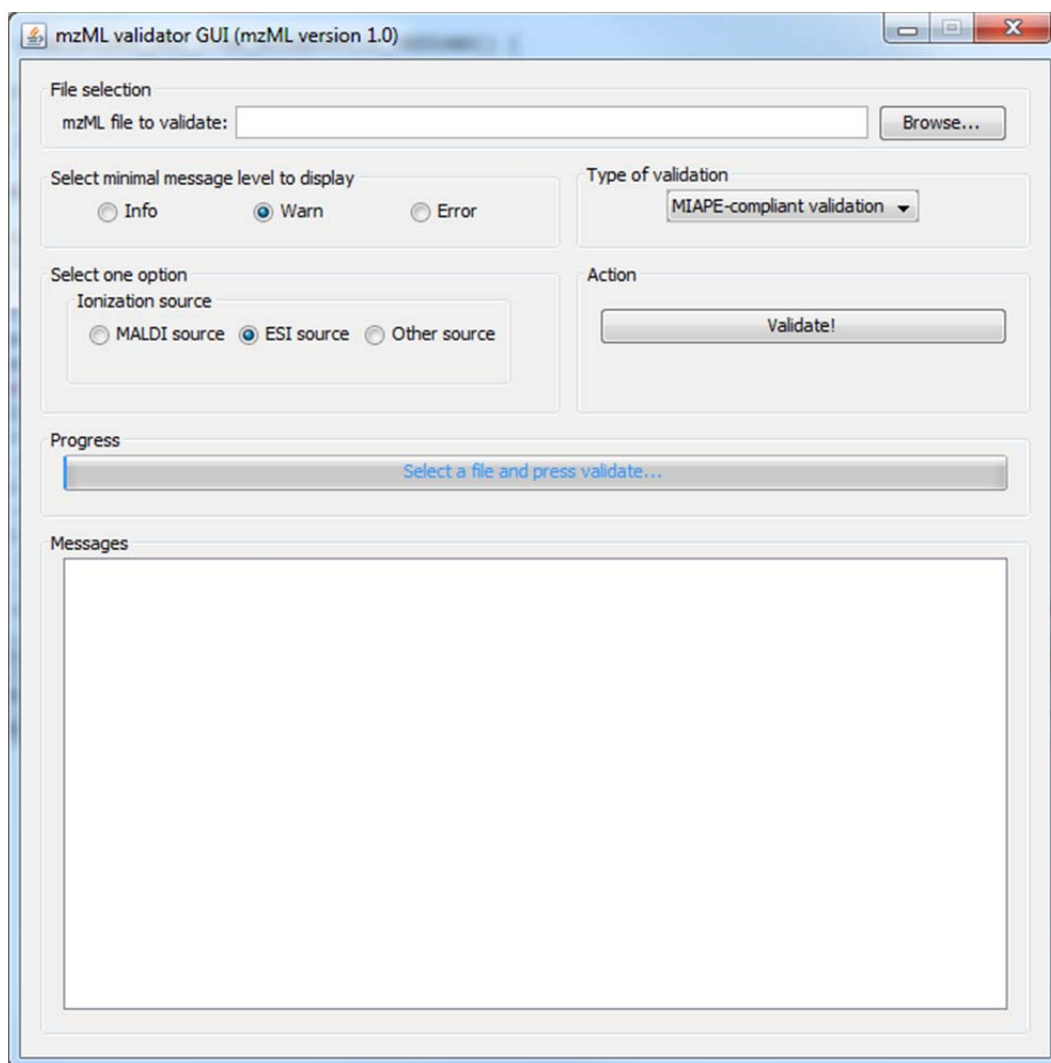 mzML validator GUI (mzML version 1.0)
File selection
mzML file to validate:
Browse...
Select minimal message level to display
Info Warn Error
Type of validation
MIAPE-compliant validation
Select one option
Ionization source
MALDI source ESI source Other source
Action
Validate!
Progress
Select a file and press validate...
Messages